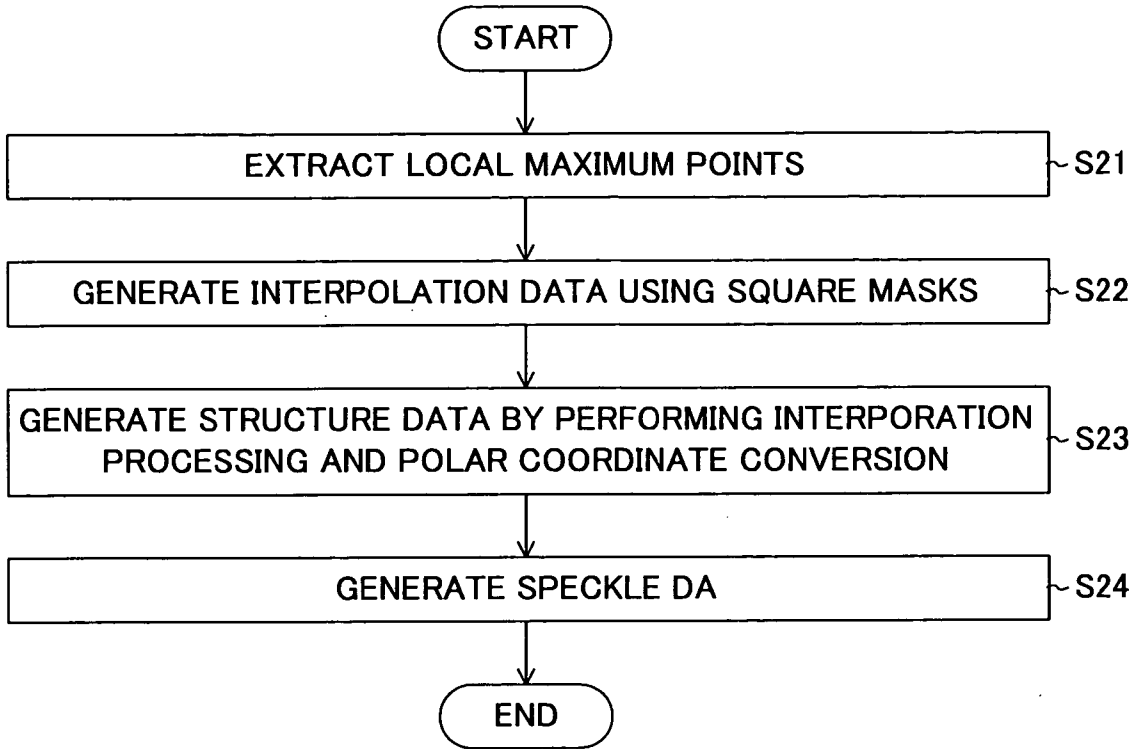 START
EXTRACT LOCAL MAXIMUM POINTS
S21
GENERATE INTERPOLATION DATA USING SQUARE MASKS
S22
GENERATE STRUCTURE DATA BY PERFORMING INTERPORATION
PROCESSING AND POLAR COORDINATE CONVERSION
S23
GENERATE SPECKLE DA
S24
END